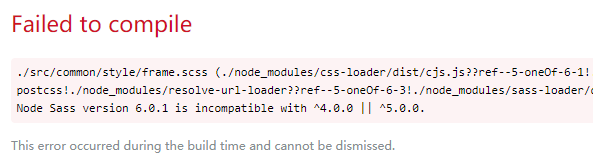 Failed to compile
./src/common/style/frame.scss (./node_modules/css-loader/dist/cjs.js??ref--5-oneOf-6-1!
postcss!./node_modules/resolve-url-loader??ref--5-oneOf-6-3!./node_modules/sass-loader/
Node Sass version 6.0.1 is incompatible with ^4.0.0 || ^5.0.0.
This error occurred during the build time and cannot be dismissed.